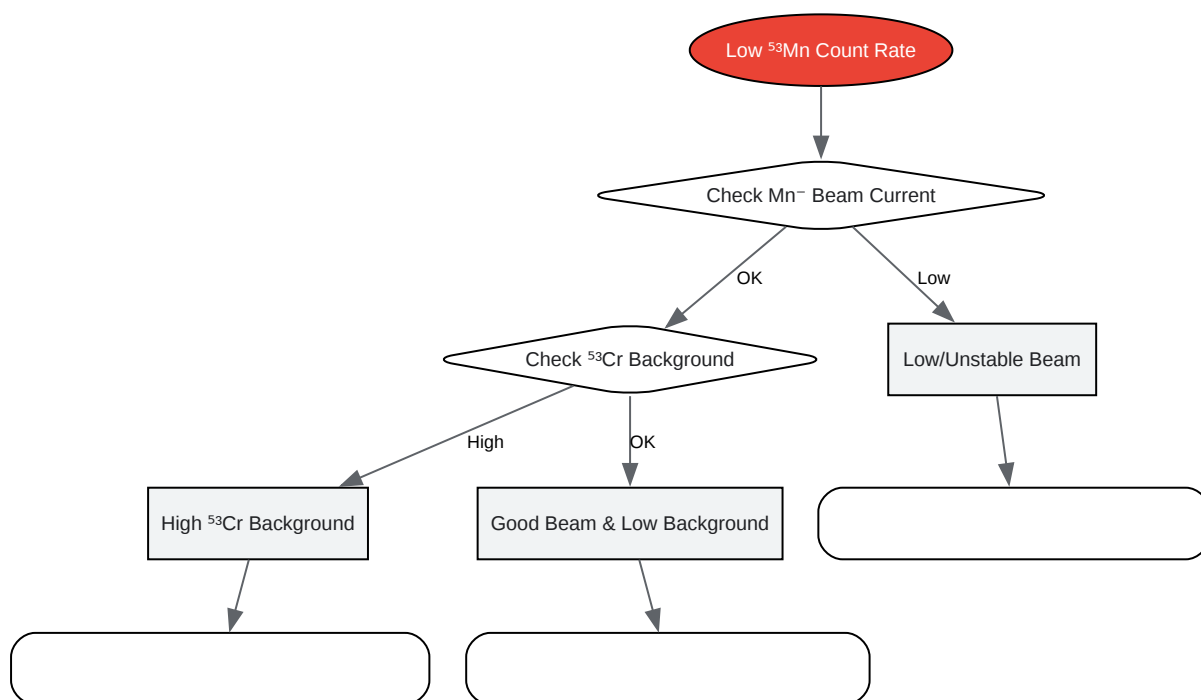 Low ⁵³Mn Count Rate
Check Mn⁻ Beam Current
OK
Low
Check ⁵³Cr Background
Low/Unstable Beam
High
OK
High ⁵³Cr Background
Good Beam & Low Background